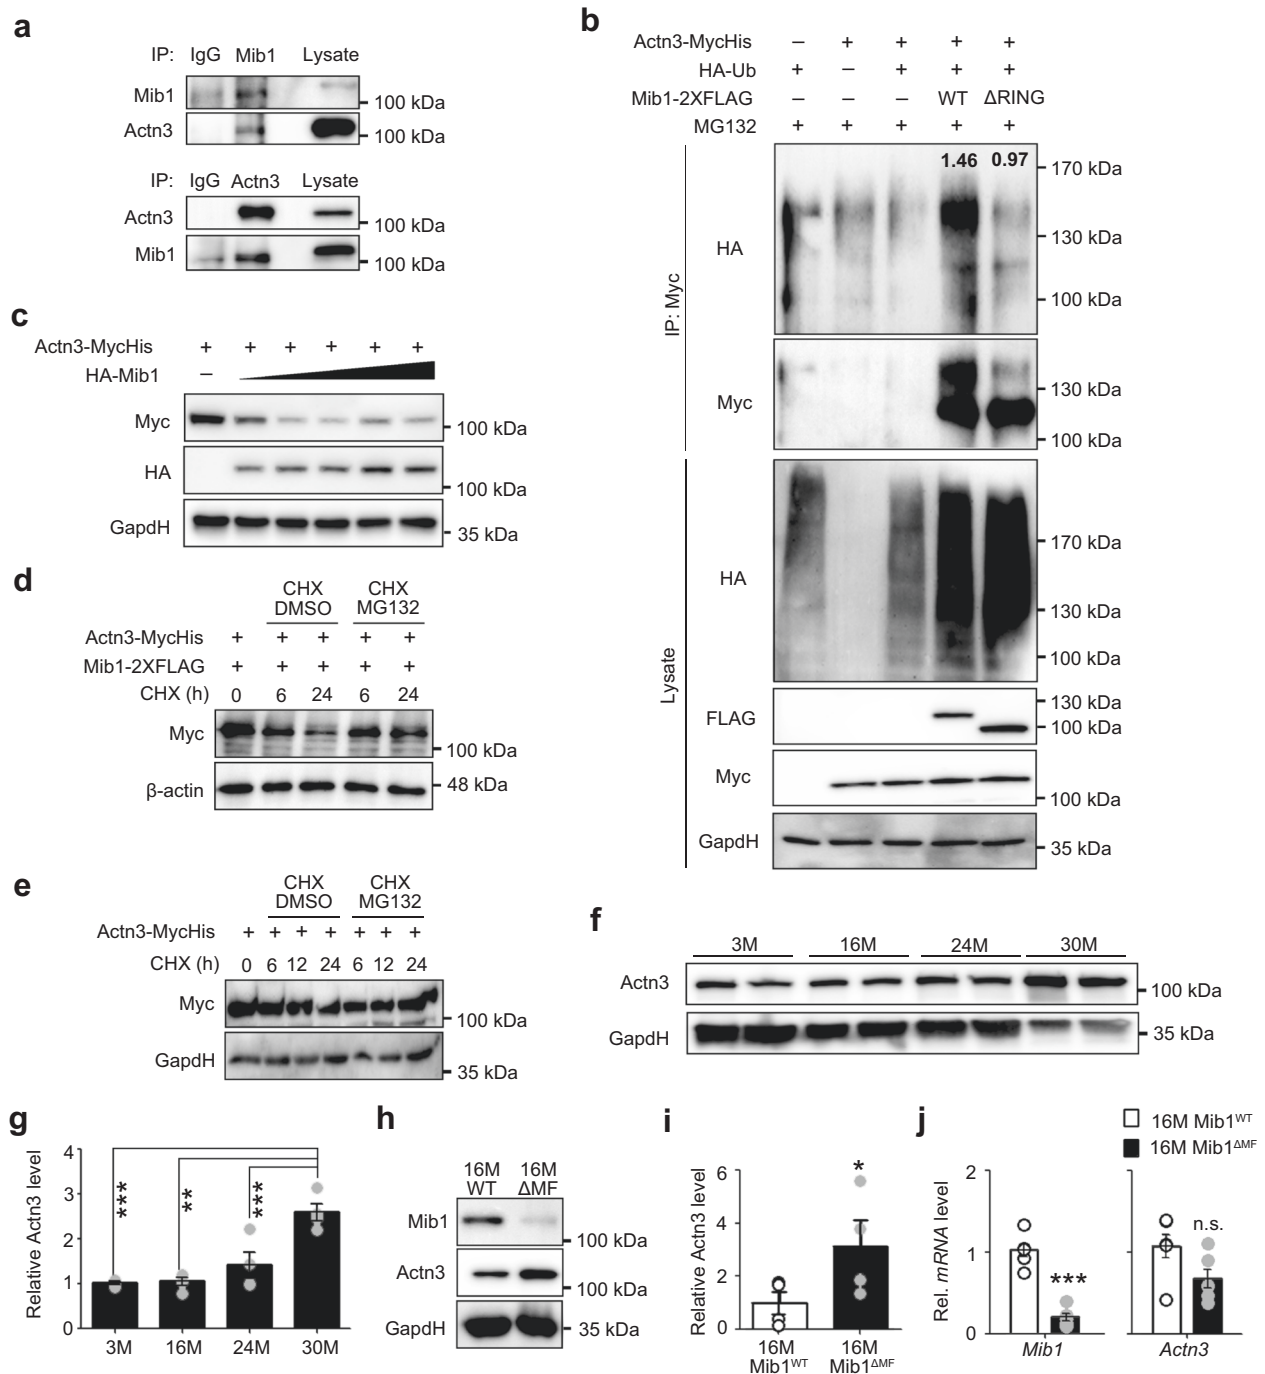 a
IP: IgG Mib1 Lysate
Mib1
100 kDa
Actn3
100 kDa
IP: IgG Actn3 Lysate
Actn3
100 kDa
Mib1
100 kDa
b
Actn3-MycHis – + + + +
HA-Ub + – + + +
Mib1-2XFLAG – – – WT ΔRING
MG132 + + + + +
IP: Myc
1.46 0.97
170 kDa
HA
130 kDa
100 kDa
Myc
130 kDa
100 kDa
Lysate
HA
170 kDa
130 kDa
100 kDa
FLAG
130 kDa
100 kDa
Myc
100 kDa
GapdH
35 kDa
c
Actn3-MycHis + + + + + +
HA-Mib1 –
Myc
100 kDa
HA
100 kDa
GapdH
35 kDa
d
CHX CHX
DMSO MG132
Actn3-MycHis + + + + +
Mib1-2XFLAG + + + + +
CHX (h) 0 6 24 6 24
Myc
100 kDa
β-actin
48 kDa
e
CHX CHX
DMSO MG132
Actn3-MycHis + + + + + + +
CHX (h) 0 6 12 24 6 12 24
Myc
100 kDa
GapdH
35 kDa
f
3M 16M 24M 30M
Actn3
100 kDa
GapdH
35 kDa
g
Relative Actn3 level
4
3
2
1
0
*** ** ***
3M 16M 24M 30M
h
16M 16M
WT ΔMF
Mib1
100 kDa
Actn3
100 kDa
GapdH
35 kDa
i
Relative Actn3 level
6
4
2
0
*
16M 16M
Mib1WT Mib1ΔMF
j
16M Mib1WT
16M Mib1ΔMF
Rel. mRNA level
2
1
0
***
n.s.
Mib1 Actn3